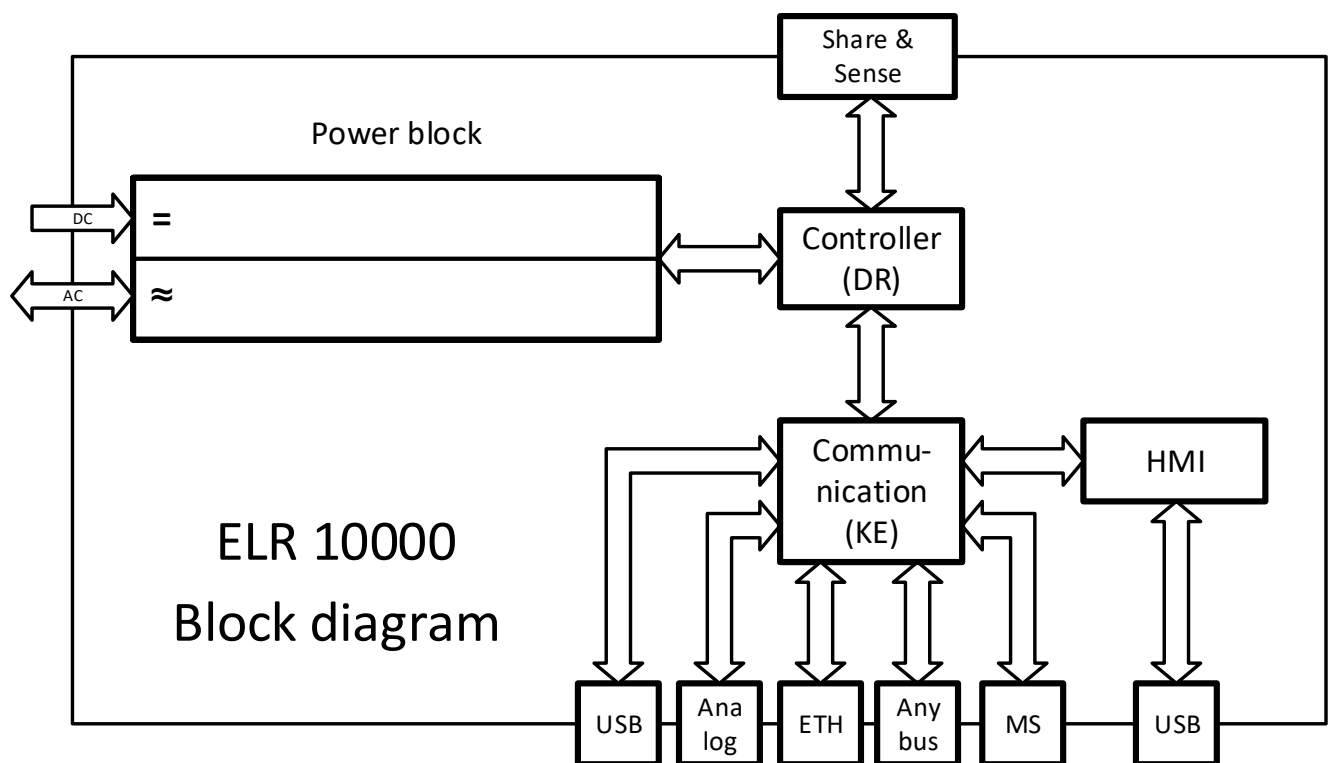 Share &
Sense
Power block
DC
=
Controller
(DR)
AC
≈
Commu-
nication
(KE)
HMI
ELR 10000
Block diagram
USB
Ana
log
ETH
Any
bus
MS
USB